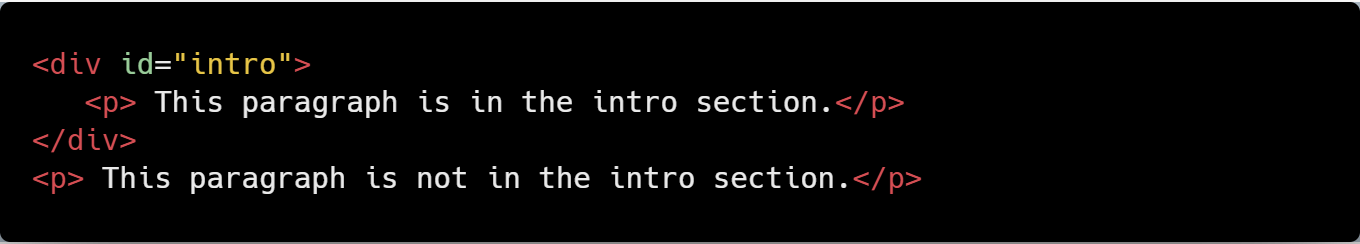 <div id="intro">
   <p> This paragraph is in the intro section.</p>
</div>
<p> This paragraph is not in the intro section.</p>